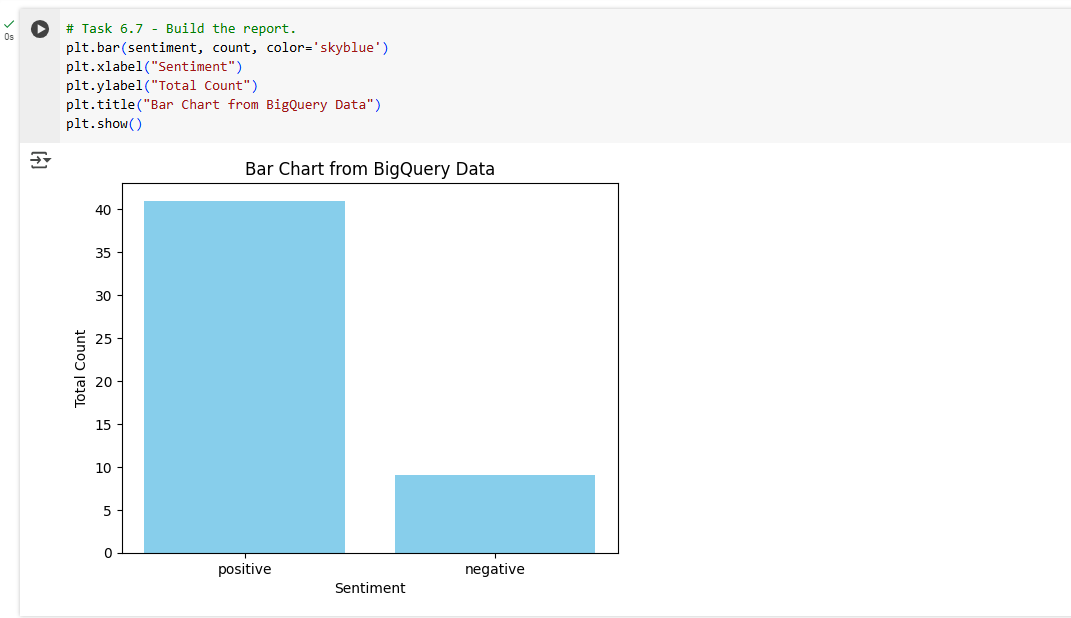 0s
# Task 6.7 - Build the report.
plt.bar(sentiment, count, color='skyblue')
plt.xlabel("Sentiment")
plt.ylabel("Total Count")
plt.title("Bar Chart from BigQuery Data")
plt.show()
Bar Chart from BigQuery Data
40
35
30
25
20
15
10
5
0
Total Count
positive negative
Sentiment